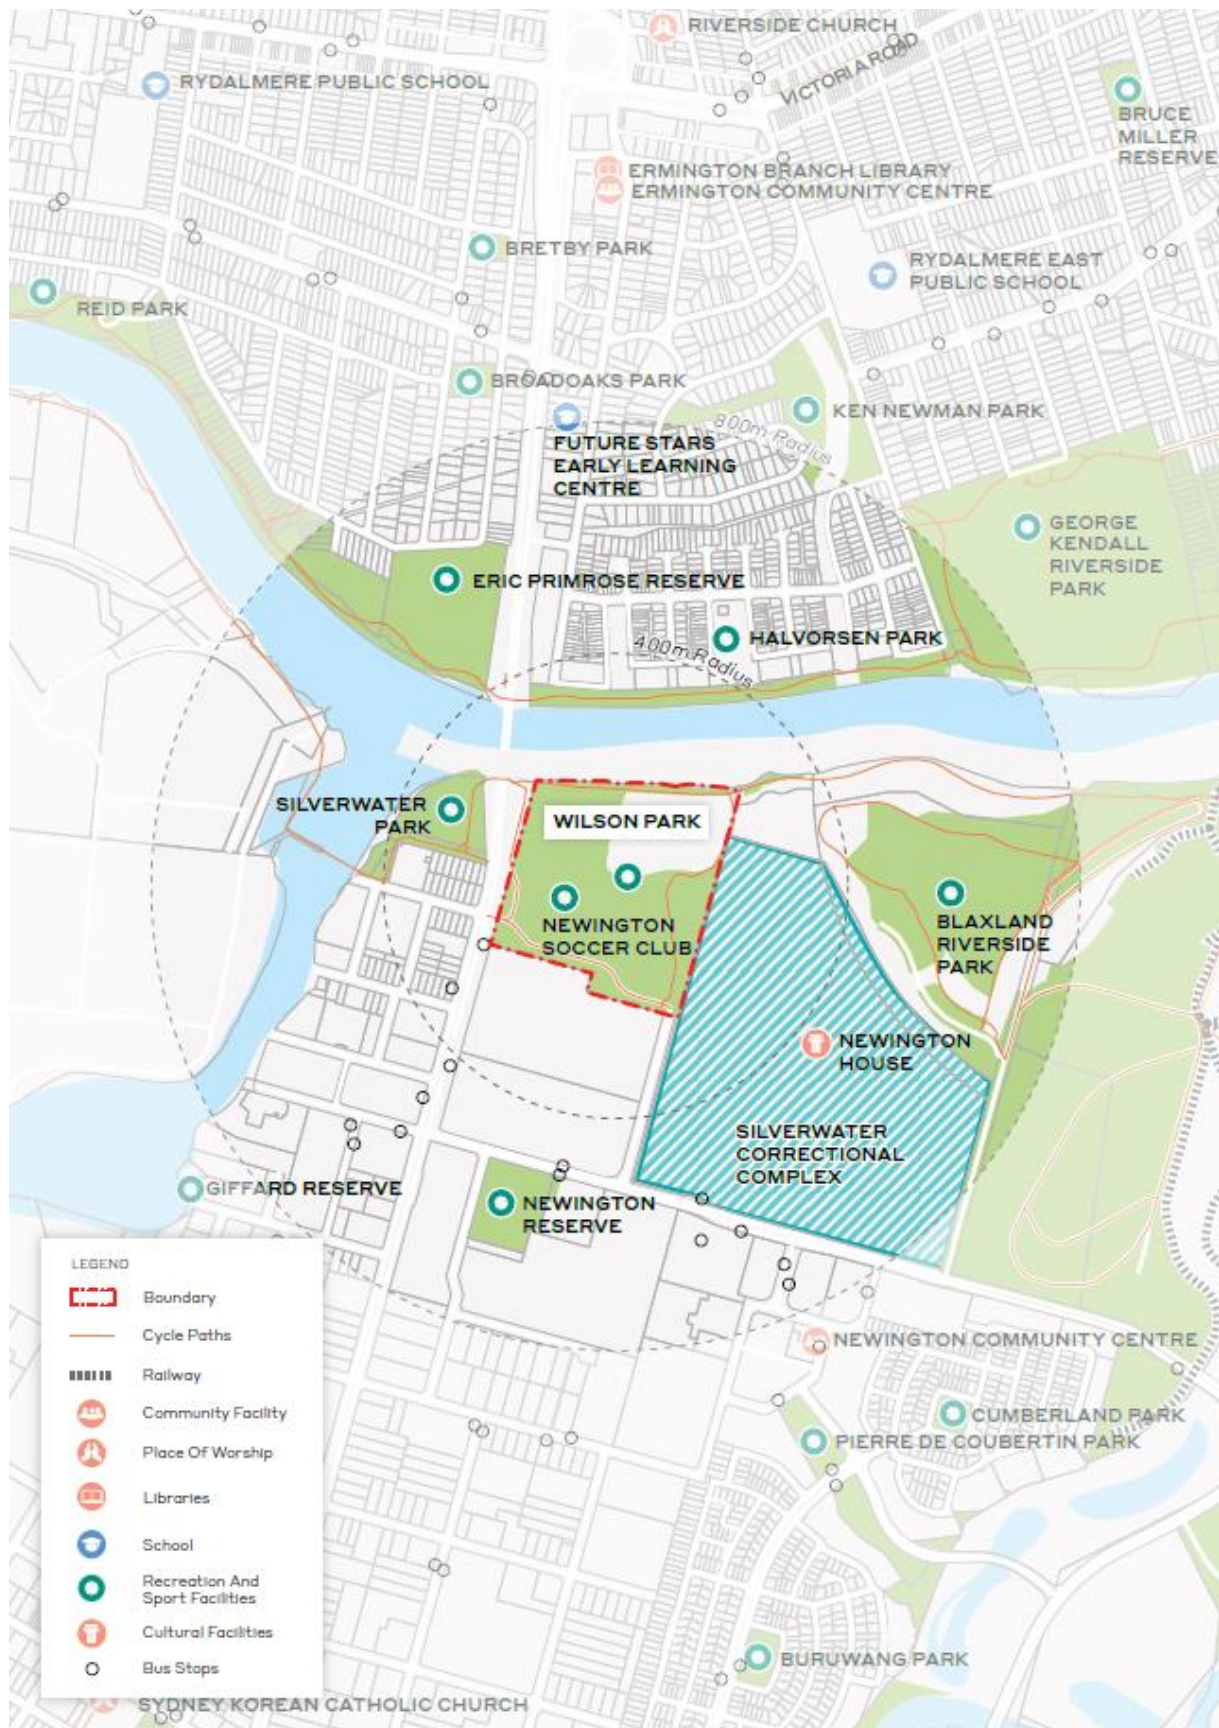 RIVERSIDE CHURCH
VICTORIA ROAD
RYDALMERE PUBLIC SCHOOL
BRUCE
MILLER
RESERVE
ERMINGTON BRANCH LIBRARY
ERMINGTON COMMUNITY CENTRE
BRETBY PARK
RYDALMERE EAST
PUBLIC SCHOOL
REID PARK
BROADOAKS PARK
KEN NEWMAN PARK
800m Radius
FUTURE STARS
EARLY LEARNING
CENTRE
GEORGE
KENDALL
RIVERSIDE
PARK
ERIC PRIMROSE RESERVE
HALVORSEN PARK
400m Radius
SILVERWATER
PARK
WILSON PARK
NEWINGTON
SOCCER CLUB
BLAXLAND
RIVERSIDE
PARK
NEWINGTON
HOUSE
SILVERWATER
CORRECTIONAL
COMPLEX
GIFFARD RESERVE
NEWINGTON
RESERVE
LEGEND
Boundary
Cycle Paths
Railway
Community Facility
Place Of Worship
Libraries
School
Recreation And
Sport Facilities
Cultural Facilities
Bus Stops
NEWINGTON COMMUNITY CENTRE
CUMBERLAND PARK
PIERRE DE COUBERTIN PARK
BURUWANG PARK
SYDNEY KOREAN CATHOLIC CHURCH